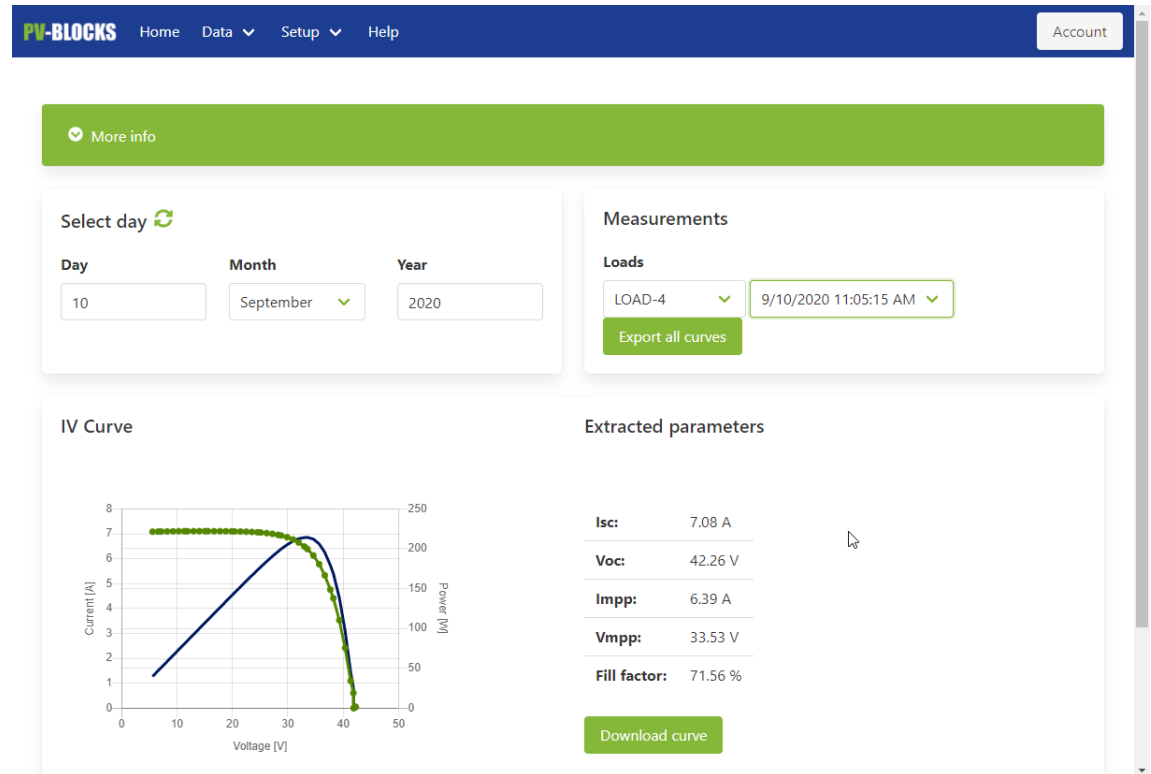 PV-BLOCKS Home Data Setup Help Account
More info
Select day
Day Month Year
10 September 2020
Measurements
Loads
LOAD-4 9/10/2020 11:05:15 AM
Export all curves
IV Curve
8 250
7
200
6
5 150
4
100
3
2
50
1
0 0
0 10 20 30 40 50
Current [A]
Power [W]
Voltage [V]
Extracted parameters
Isc: 7.08 A
Voc: 42.26 V
Impp: 6.39 A
Vmpp: 33.53 V
Fill factor: 71.56 %
Download curve